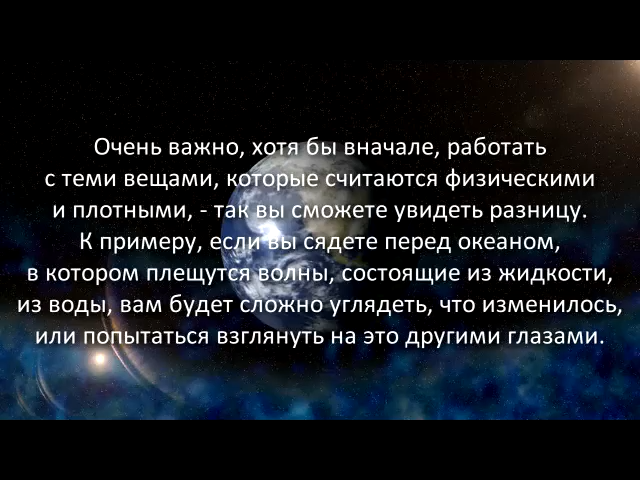 Очень важно, хотя бы вначале, работать
с теми вещами, которые считаются физическими
и плотными, - так вы сможете увидеть разницу.
К примеру, если вы сядете перед океаном,
в котором плещутся волны, состоящие из жидкости,
из воды, вам будет сложно углядеть, что изменилось,
или попытаться взглянуть на это другими глазами.